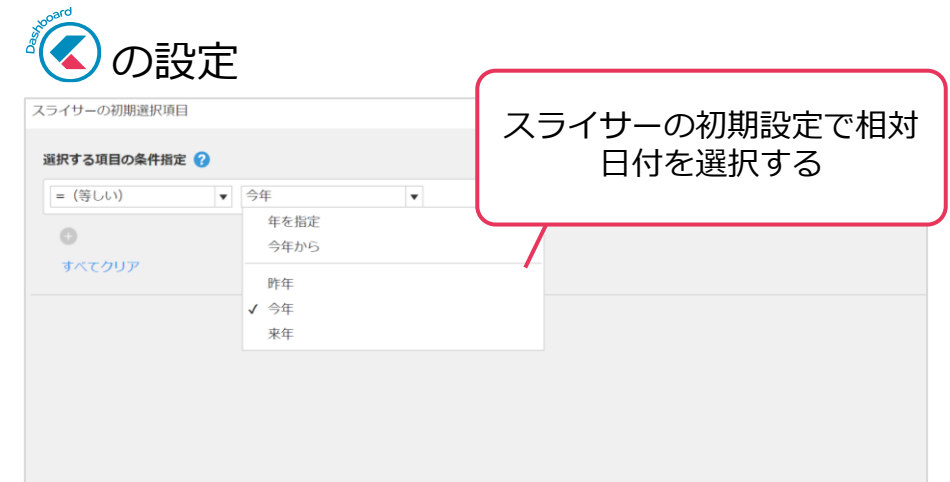 Dashboard
の設定
スライサーの初期設定で相対
日付を選択する
スライサーの初期選択項目
選択する項目の条件指定 ?
= (等しい) 今年
年を指定
今年から
すべてクリア
昨年
✓ 今年
来年